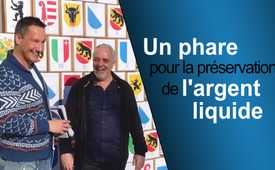 Un phare
pour la préservation
de l'argent
liquide